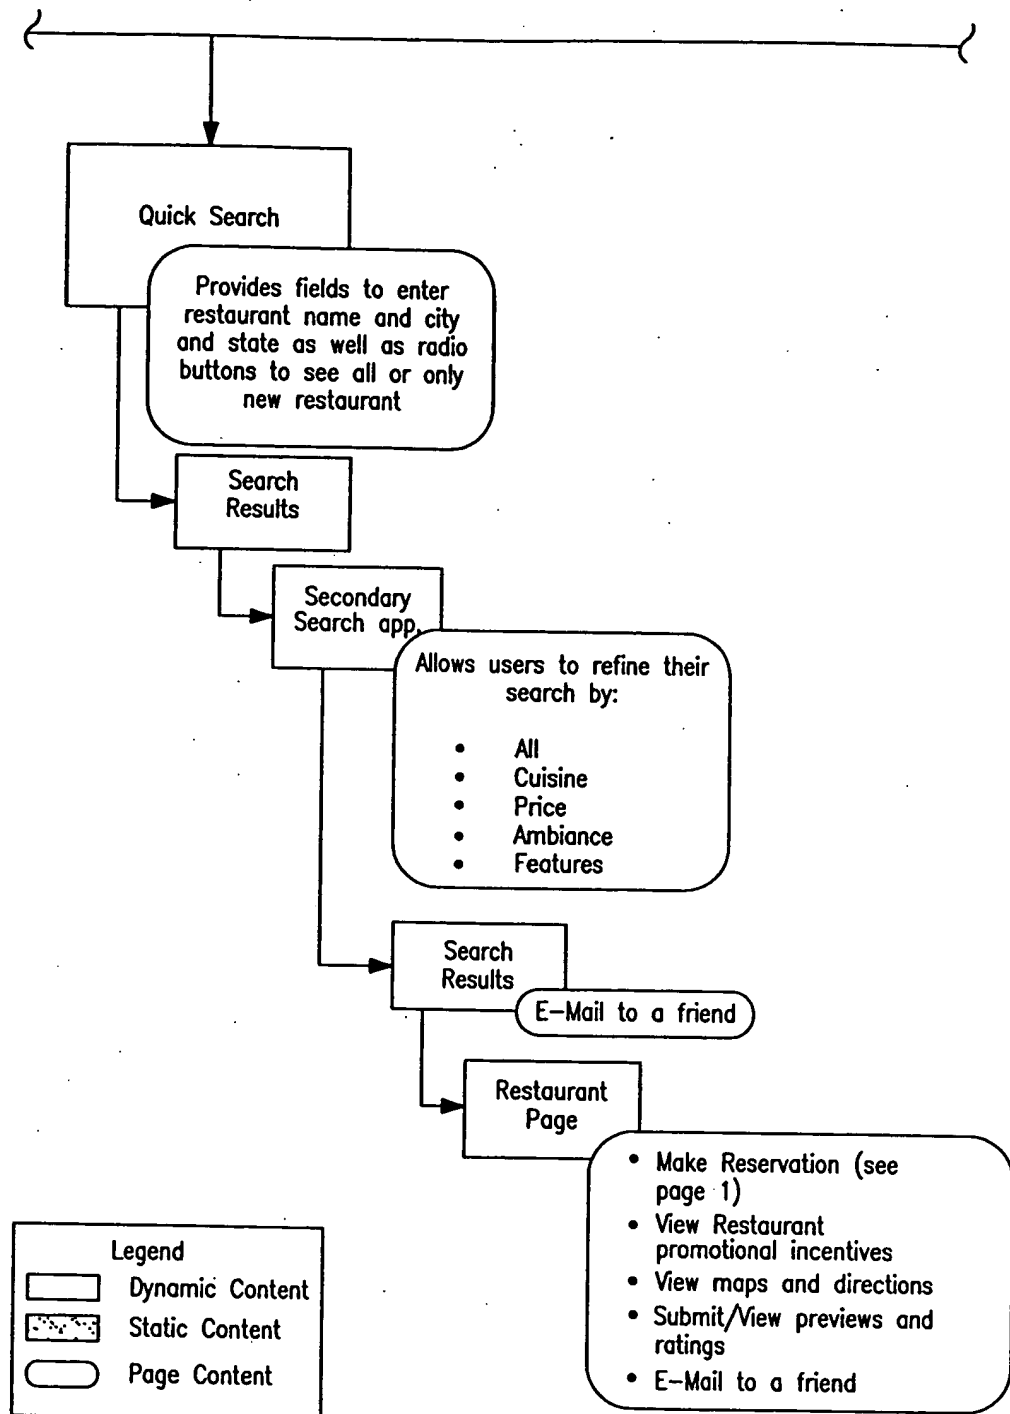 Quick Search
Provides fields to enter
restaurant name and city
and state as well as radio
buttons to see all or only
new restaurant
Search
Results
Secondary
Search app.
Allows users to refine their
search by:
• All
• Cuisine
• Price
• Ambiance
• Features
Search
Results
E-Mail to a friend
Restaurant
Page
• Make Reservation (see
page 1)
• View Restaurant
promotional incentives
• View maps and directions
• Submit/View previews and
ratings
• E-Mail to a friend
Legend
Dynamic Content
Static Content
Page Content